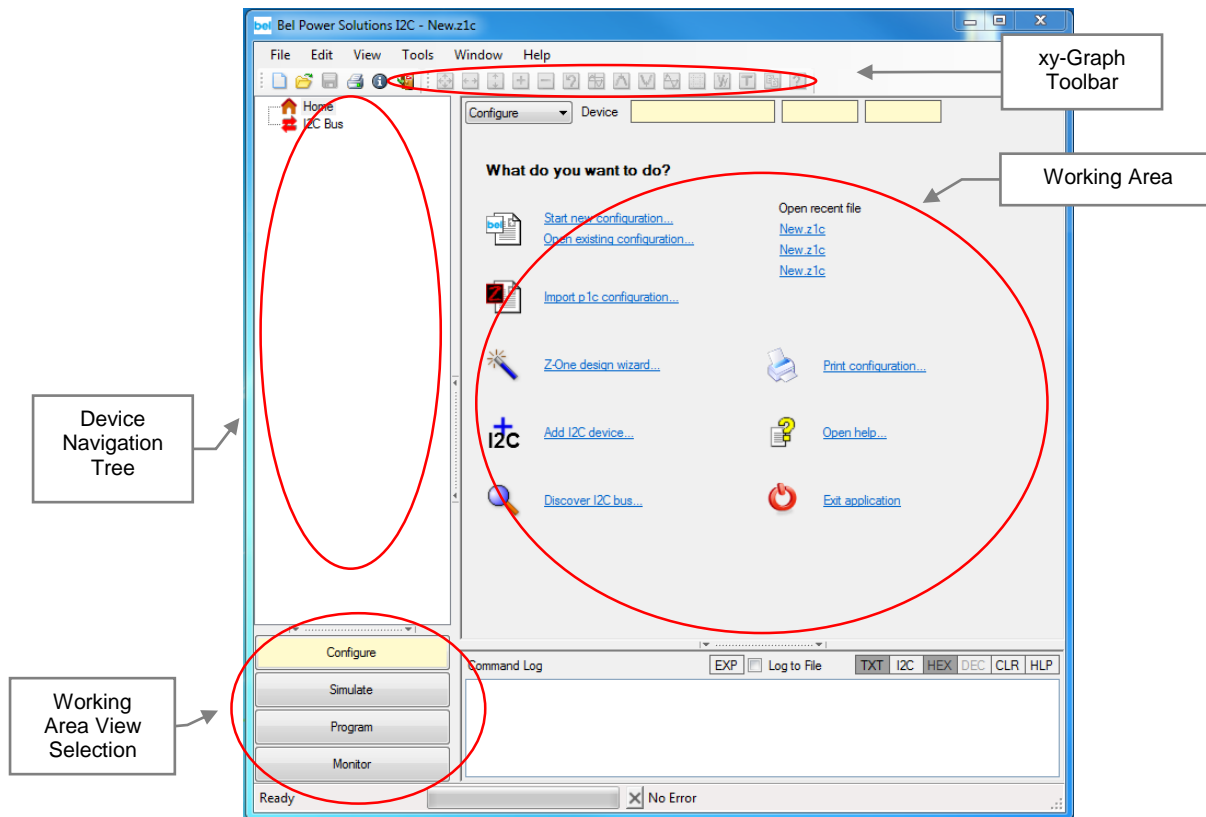 bel Bel Power Solutions I2C - New.z1c
File Edit View Tools Window Help
xy-Graph
Toolbar
Home
I2C Bus
Configure Device
What do you want to do?
Working Area
bel
Start new configuration...
Open existing configuration...
Open recent file
New.z1c
New.z1c
New.z1c
Z
Import p1c configuration...
Z-One design wizard...
Print configuration...
Device
Navigation
Tree
I2C
Add I2C device...
Open help...
Discover I2C bus...
Exit application
Configure
Simulate
Program
Monitor
Working
Area View
Selection
Command Log EXP Log to File TXT I2C HEX DEC CLR HLP
Ready No Error